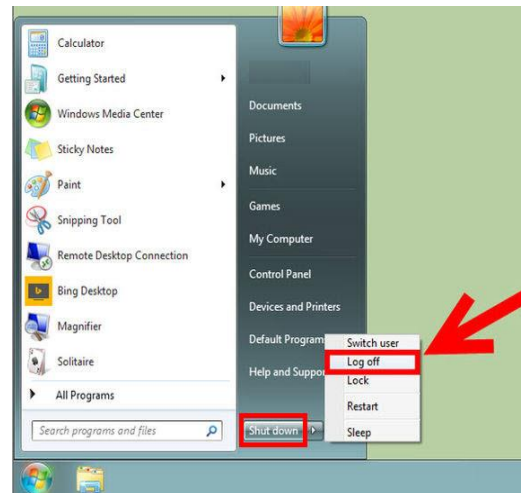 Calculator
Getting Started
Windows Media Center
Sticky Notes
Paint
Snipping Tool
Remote Desktop Connection
Bing Desktop
Magnifier
Solitaire
All Programs
Search programs and files
Documents
Pictures
Music
Games
My Computer
Control Panel
Devices and Printers
Default Program
Help and Suppor
Shut down
Switch user
Log off
Lock
Restart
Sleep